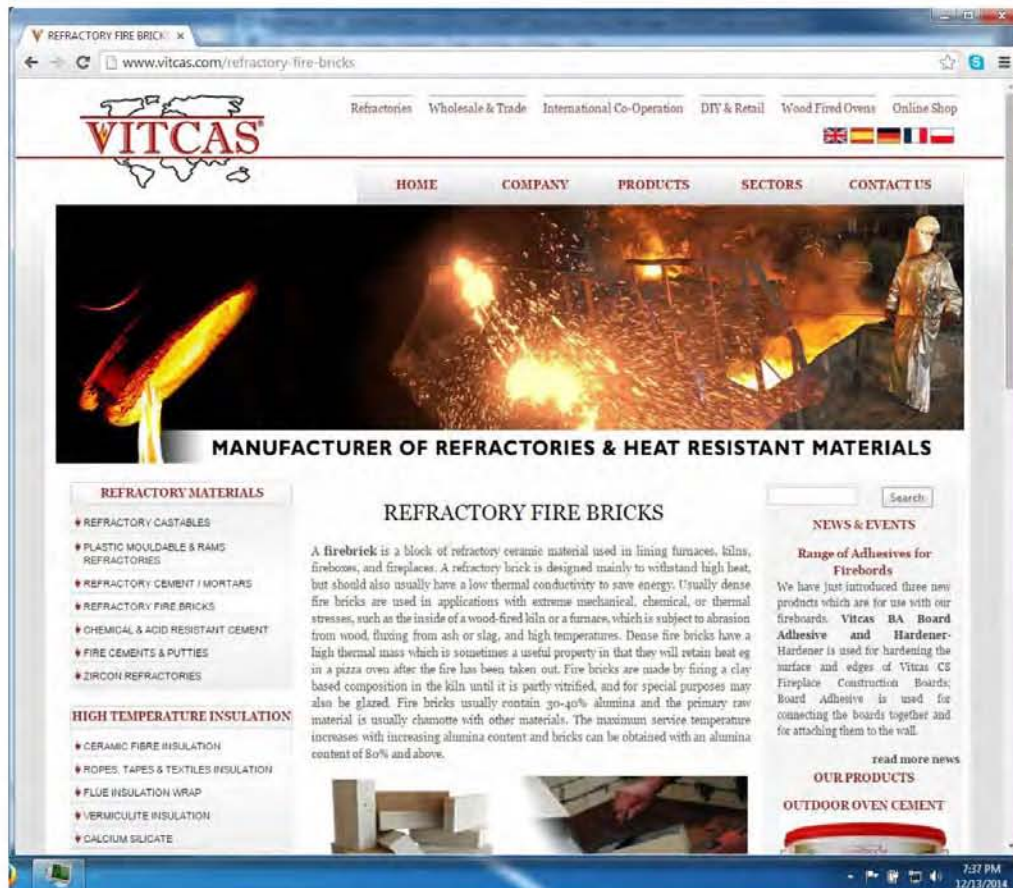 REFRACTORY FIRE BRICK
www.vitcas.com/refractory-fire-bricks
VITCAS
Refractories Wholesale & Trade International Co-Operation DIY & Retail Wood Fired Ovens Online Shop
HOME COMPANY PRODUCTS SECTORS CONTACT US
MANUFACTURER OF REFRACTORIES & HEAT RESISTANT MATERIALS
REFRACTORY MATERIALS
REFRACTORY CASTABLES
PLASTIC MOULDABLE & RAMS
REFRACTORIES
REFRACTORY CEMENT / MORTARS
REFRACTORY FIRE BRICKS
CHEMICAL & ACID RESISTANT CEMENT
FIRE CEMENTS & PUTTIES
ZIRCON REFRACTORIES
HIGH TEMPERATURE INSULATION
CERAMIC FIBRE INSULATION
ROPES, TAPES & TEXTILES INSULATION
FLUE INSULATION WRAP
VERMICULITE INSULATION
CALCIUM SILICATE
REFRACTORY FIRE BRICKS
A firebrick is a block of refractory ceramic material used in lining furnaces, kilns,
fireboxes, and fireplaces. A refractory brick is designed mainly to withstand high heat,
but should also usually have a low thermal conductivity to save energy. Usually dense
fire bricks are used in applications with extreme mechanical, chemical, or thermal
stresses, such as the inside of a wood-fired kiln or a furnace, which is subject to abrasion
from wood, fluxing from ash or slag, and high temperatures. Dense fire bricks have a
high thermal mass which is sometimes a useful property in that they will retain heat eg
in a pizza oven after the fire has been taken out. Fire bricks are made by firing a clay
based composition in the kiln until it is partly vitrified, and for special purposes may
also be glazed. Fire bricks usually contain 30-40% alumina and the primary raw
material is usually chamotte with other materials. The maximum service temperature
increases with increasing alumina content and bricks can be obtained with an alumina
content of 80% and above.
Search
NEWS & EVENTS
Range of Adhesives for
Firebords
We have just introduced three new
products which are for use with our
fireboards. Vitcas BA Board
Adhesive and Hardener-
Hardener is used for hardening the
surface and edges of Vitcas CS
Fireplace Construction Boards;
Board Adhesive is used for
connecting the boards together and
for attaching them to the wall.
read more news
OUR PRODUCTS
OUTDOOR OVEN CEMENT
7:37 PM
12/13/2014